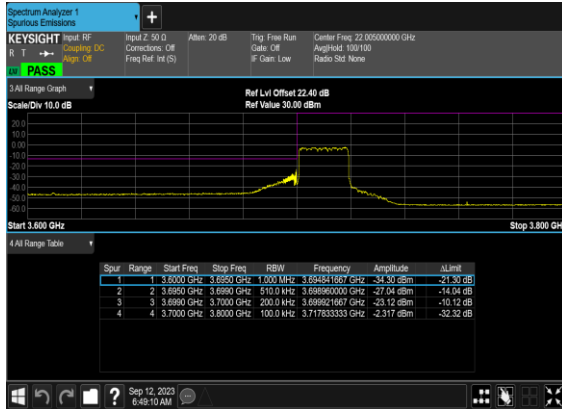 Spectrum Analyzer 1
Spurious Emissions
+
KEYSIGHT Input: RF Input Z: 50 Ω Atten: 20 dB Trig: Free Run Center Freq: 22.005000000 GHz
R T Coupling: DC Corrections: Off Gate: Off Avg|Hold: 100/100
Align: Off Freq Ref: Int (S) IF Gain: Low Radio Std: None
PASS
3 All Range Graph
Ref Lvl Offset 22.40 dB
Scale/Div 10.0 dB Ref Value 30.00 dBm
20.0
10.0
0.00
-10.0
-20.0
-30.0
-40.0
-50.0
-60.0
Start 3.600 GHz Stop 3.800 GH
4 All Range Table
Spur Range Start Freq Stop Freq RBW Frequency Amplitude ΔLimit
1 1 3.6000 GHz 3.6950 GHz 1.000 MHz 3.694841667 GHz -34.30 dBm -21.30 dB
2 2 3.6950 GHz 3.6990 GHz 510.0 kHz 3.698960000 GHz -27.04 dBm -14.04 dB
3 3 3.6990 GHz 3.7000 GHz 200.0 kHz 3.699921667 GHz -23.12 dBm -10.12 dB
4 4 3.7000 GHz 3.8000 GHz 100.0 kHz 3.717833333 GHz -2.317 dBm -32.32 dB
? Sep 12, 2023
6:49:10 AM